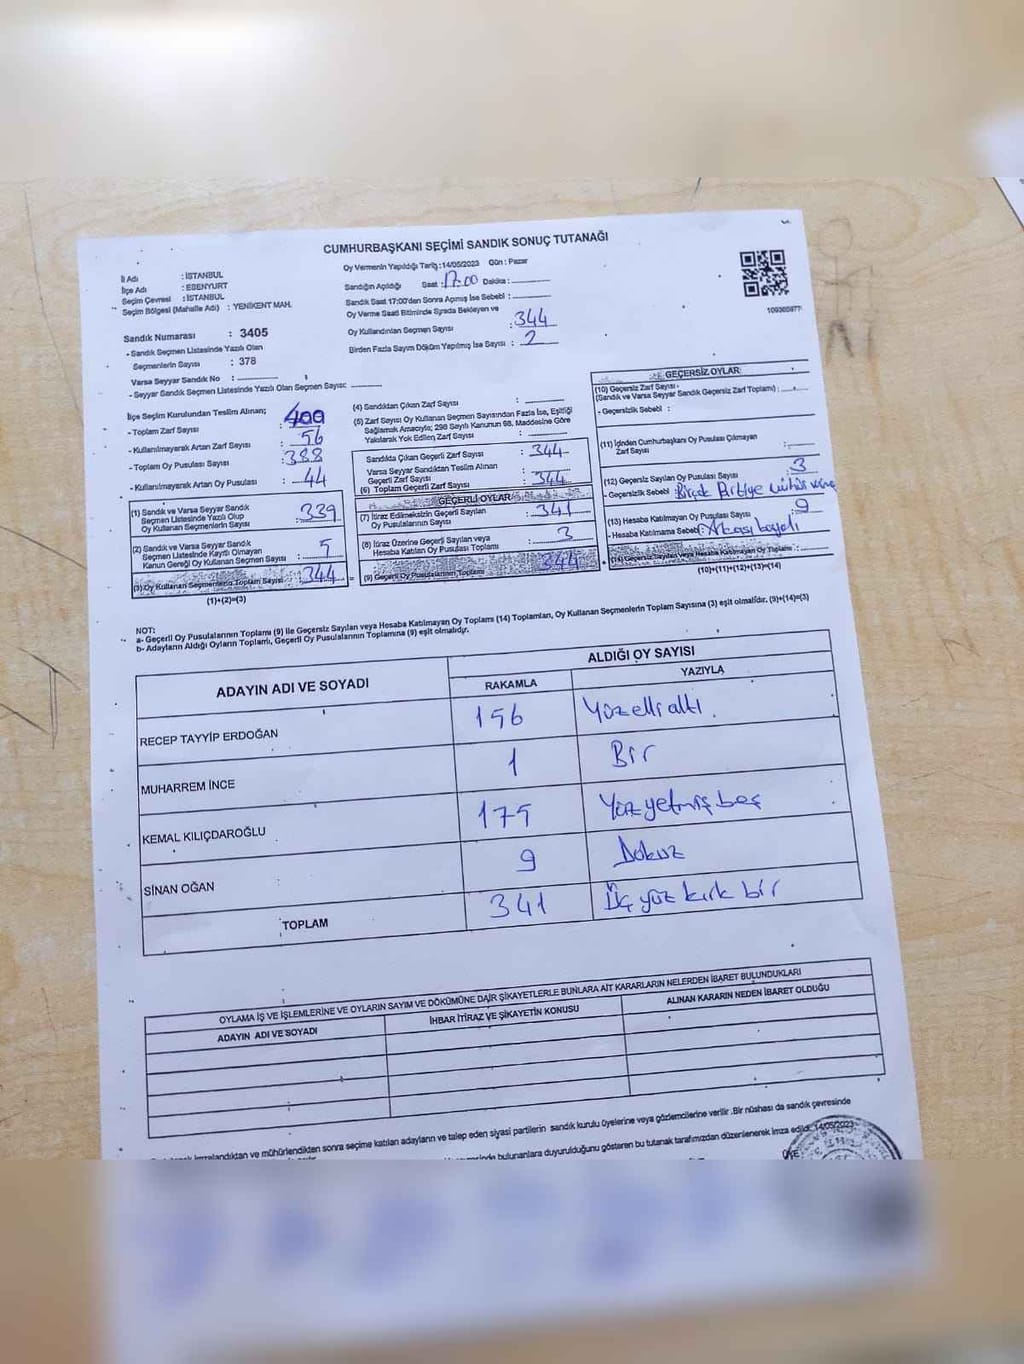 CUMHURBAŞKANI SEÇİMİ SANDIK SONUÇ TUTANAĞI
İl Adı : İSTANBUL
İlçe Adı : ESENYURT
Seçim Çevresi : İSTANBUL
Seçim Bölgesi (Mahalle Adı) : YENİKENT MAH.
Sandık Numarası : 3405
- Sandık Seçmen Listesinde Yazılı Olan
Seçmenlerin Sayısı : 378
Varsa Seyyar Sandık No :
- Seyyar Sandık Seçmen Listesinde Yazılı Olan Seçmen Sayısı:
Oy Vermenin Yapıldığı Tarih :14/05/2023 Gün : Pazar
Sandığın Açıldığı Saat : 17:00 Dakika :
Sandık Saat 17:00'den Sonra Açılmış İse Sebebi :
Oy Verme Saati Bitiminde Sırada Bekleyen ve
Oy Kullandırılan Seçmen Sayısı : 344
Birden Fazla Sayım Döküm Yapılmış İse Sayısı : 2
109365977
İlçe Seçim Kurulundan Teslim Alınan;
- Toplam Zarf Sayısı : 400
- Kullanılmayarak Artan Zarf Sayısı : 56
- Toplam Oy Pusulası Sayısı : 388
- Kullanılmayarak Artan Oy Pusulası : 44
(1) Sandık ve Varsa Seyyar Sandık
Seçmen Listesinde Yazılı Olup
Oy Kullanan Seçmenlerin Sayısı : 339
(2) Sandık ve Varsa Seyyar Sandık
Seçmen Listesinde Kayıtlı Olmayan
Kanun Gereği Oy Kullanan Seçmen Sayısı : 5
(3) Oy Kullanan Seçmenlerin Toplam Sayısı : 344
(1)+(2)=(3)
(4) Sandıktan Çıkan Zarf Sayısı :
(5) Zarf Sayısı Oy Kullanan Seçmen Sayısından Fazla İse, Eşitliği
Sağlamak Amacıyla; 298 Sayılı Kanunun 98. Maddesine Göre
Yakılarak Yok Edilen Zarf Sayısı :
Sandıkta Çıkan Geçerli Zarf Sayısı : 344
Varsa Seyyar Sandıktan Teslim Alınan
Geçerli Zarf Sayısı :
(6) Toplam Geçerli Zarf Sayısı : 344
GEÇERLİ OYLAR
(7) İtiraz Edilmeksizin Geçerli Sayılan
Oy Pusulalarının Sayısı : 341
(8) İtiraz Üzerine Geçerli Sayılan veya
Hesaba Katılan Oy Pusulası Toplamı : 3
(9) Geçerli Oy Pusulalarının Toplamı : 344
GEÇERSİZ OYLAR
(10) Geçersiz Zarf Sayısı
(Sandık ve Varsa Seyyar Sandık Geçersiz Zarf Toplamı) :
- Geçersizlik Sebebi :
(11) İçinden Cumhurbaşkanı Oy Pusulası Çıkmayan
Zarf Sayısı :
(12) Geçersiz Sayılan Oy Pusulası Sayısı : 3
- Geçersizlik Sebebi : Birçok Partiye mühür
(13) Hesaba Katılmayan Oy Pusulası Sayısı : 9
- Hesaba Katılmama Sebebi : Arkası boyalı
(14) Geçersiz Sayılan veya Hesaba Katılmayan Oy Toplamı :
(10)+(11)+(12)+(13)=(14)
NOT:
a- Geçerli Oy Pusulalarının Toplamı (9) ile Geçersiz Sayılan veya Hesaba Katılmayan Oy Toplamı (14) Toplamları, Oy Kullanan Seçmenlerin Toplam Sayısına (3) eşit olmalıdır. (9)+(14)=(3)
b- Adayların Aldığı Oyların Toplamı, Geçerli Oy Pusulalarının Toplamına (9) eşit olmalıdır.
ADAYIN ADI VE SOYADI ALDIĞI OY SAYISI
RAKAMLA YAZIYLA
RECEP TAYYİP ERDOĞAN 156 Yüz elli altı.
MUHARREM İNCE 1 Bir
KEMAL KILIÇDAROĞLU 175 Yüz yetmiş beş
SİNAN OĞAN 9 Dokuz
TOPLAM 341 Üç yüz kırk bir
OYLAMA İŞ VE İŞLEMLERİNE VE OYLARIN SAYIM VE DÖKÜMÜNE DAİR ŞİKAYETLERLE BUNLARA AİT KARARLARIN NELERDEN İBARET BULUNDUKLARI
ADAYIN ADI VE SOYADI İHBAR İTİRAZ VE ŞİKAYETİN KONUSU ALINAN KARARIN NEDEN İBARET OLDUĞU
imzalandıktan ve mühürlendikten sonra seçime katılan adayların ve talep eden siyasi partilerin sandık kurulu üyelerine veya gözlemcilerine verilir .Bir nüshası da sandık çevresinde
bulunanlara duyurulduğunu gösteren bu tutanak tarafımızdan düzenlenerek imza edildi. 14/05/2023
ÜYE